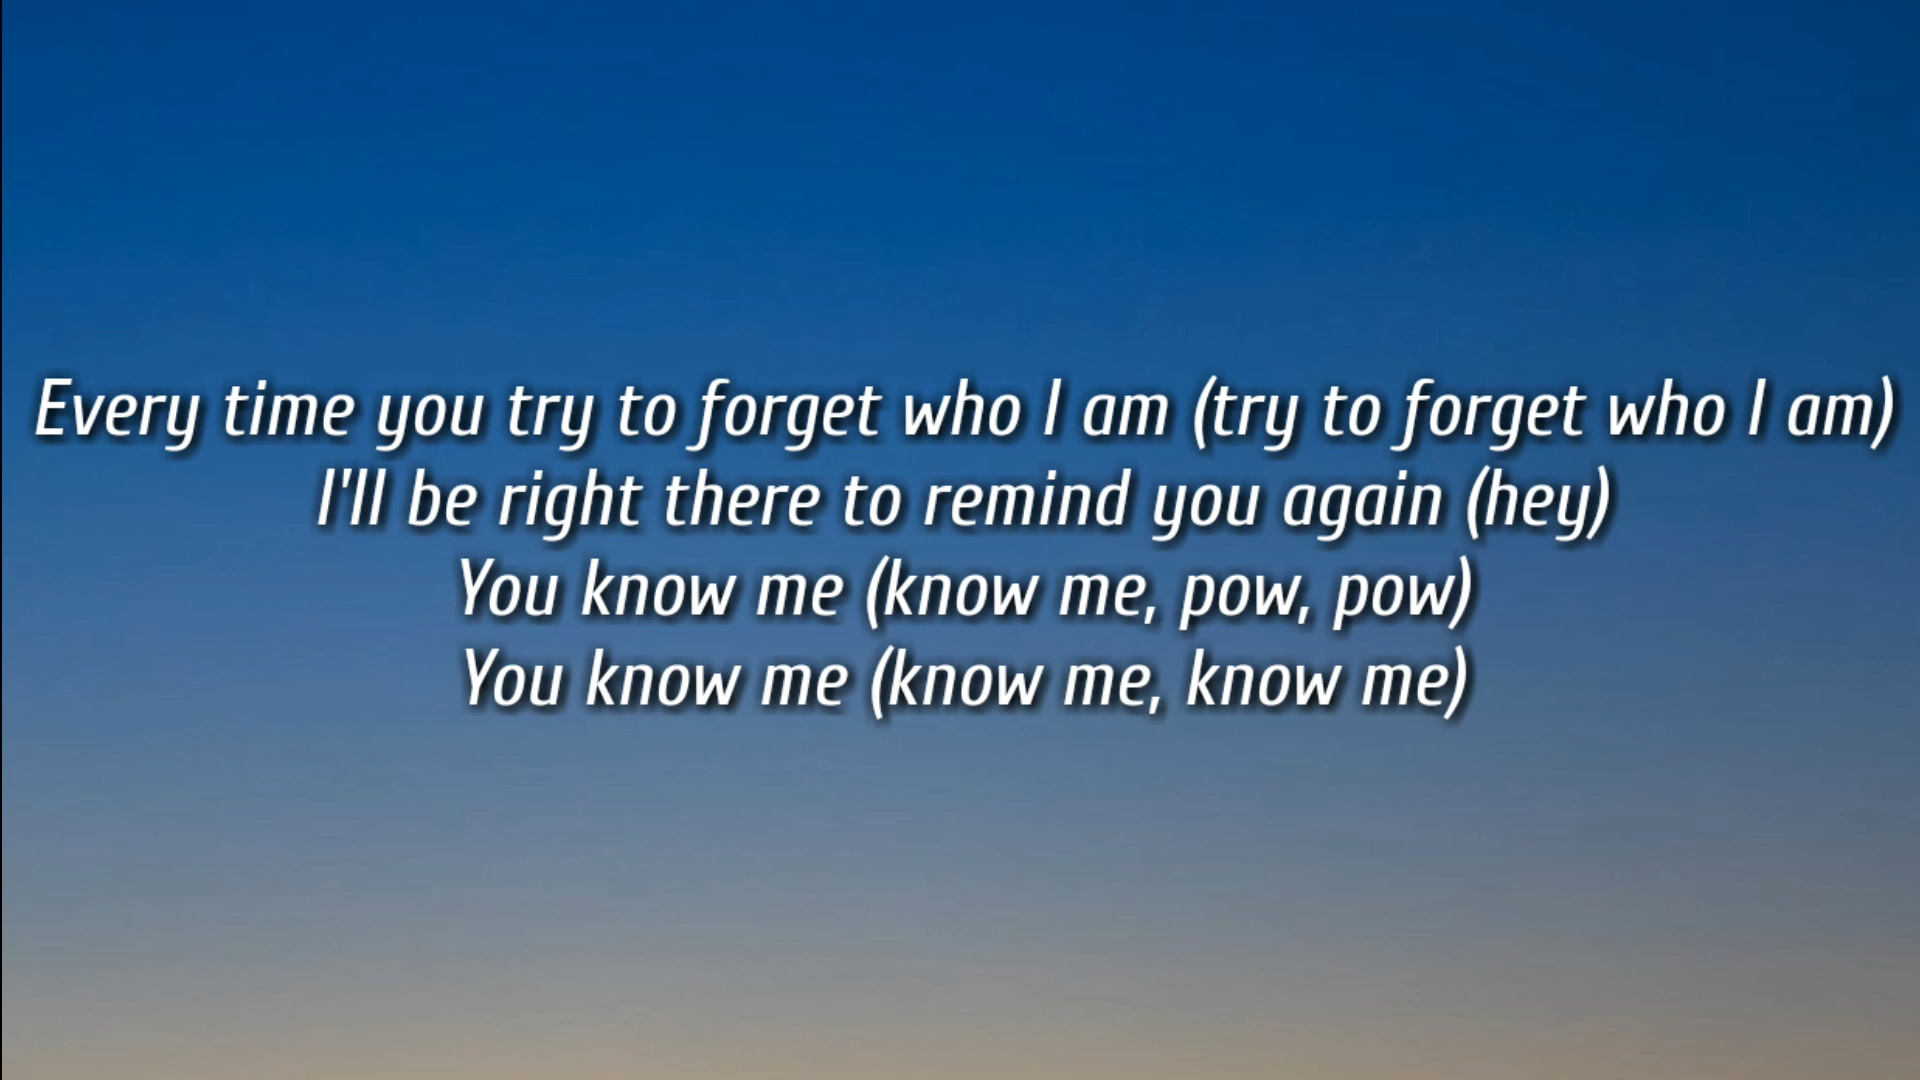 Every time you try to forget who I am (try to forget who I am)
I'll be right there to remind you again (hey)
You know me (know me, pow, pow)
You know me (know me, know me)